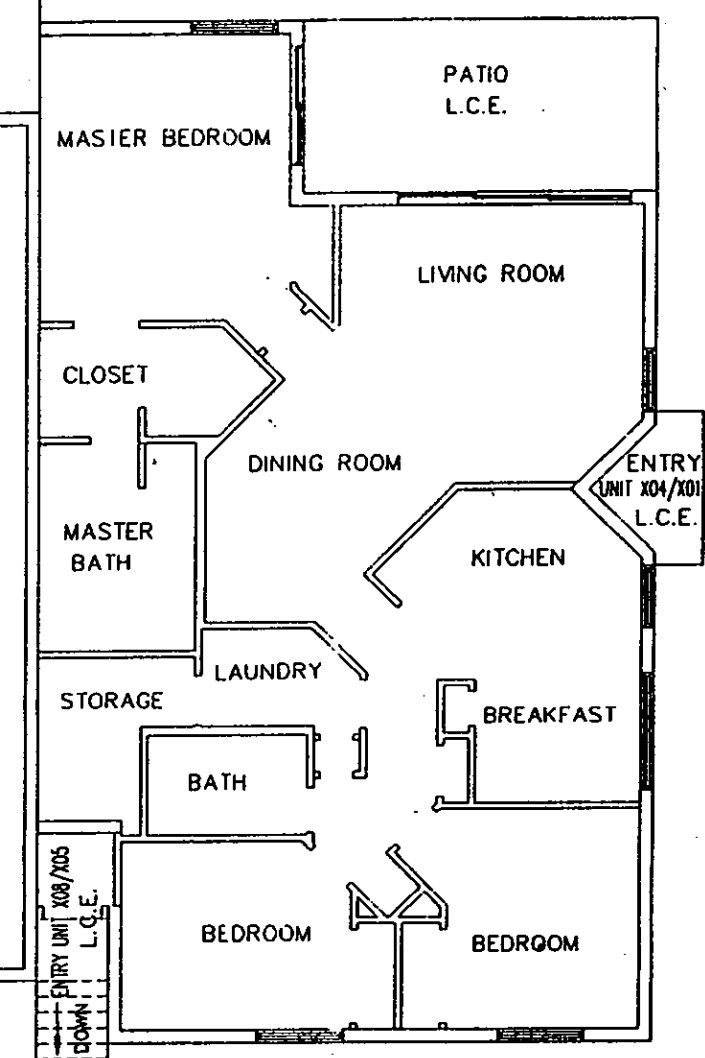 PATIO
L.C.E.
MASIER BEDROOM
LIVING ROOM
CLOSET
DINING ROOM
ENTRY
UNIT X04/X01
L.C.E.
MASTER
BATH
KITCHEN
LAUNDRY
STORAGE
BREAKFAST
BATH
ENTRY UNIT X08/X05
L.C.E.
DOWN
BEDROOM
BEDROOM